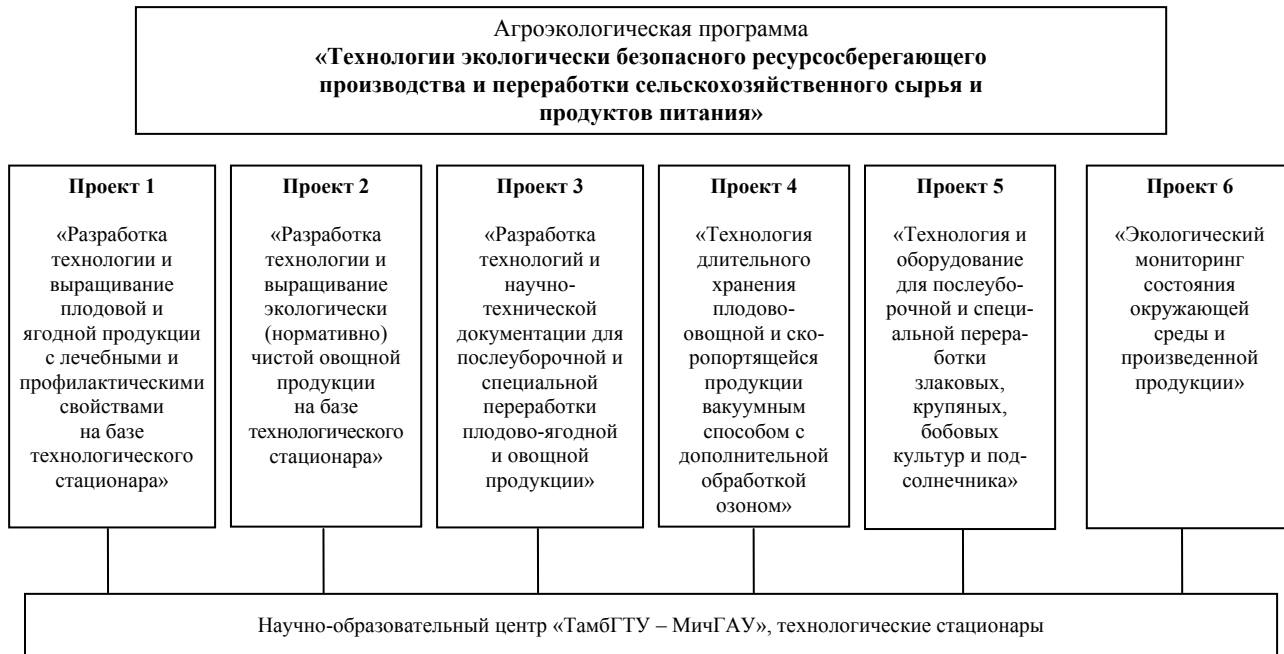 Агроэкологическая программа
«Технологии экологически безопасного ресурсосберегающего
производства и переработки сельскохозяйственного сырья и
продуктов питания»
Проект 1
«Разработка
технологии и
выращивание
плодовой и
ягодной продукции
с лечебными и
профилактическими
свойствами
на базе
технологического
стационара»
Проект 2
«Разработка
технологии и
выращивание
экологически
(нормативно)
чистой овощной
продукции
на базе
технологического
стационара»
Проект 3
«Разработка
технологий и
научно-
технической
документации для
послеуборочной и
специальной
переработки
плодово-ягодной
и овощной
продукции»
Проект 4
«Технология
длительного
хранения
плодово-
овощной и ско-
ропортящейся
продукции
вакуумным
способом с
дополнительной
обработкой
озоном»
Проект 5
«Технология и
оборудование
для послеубо-
рочной и специ-
альной перера-
ботки
злаковых,
крупяных,
бобовых
культур и под-
солнечника»
Проект 6
«Экологический
мониторинг
состояния
окружающей
среды и
произведенной
продукции»
Научно-образовательный центр «ТамбГТУ – МичГАУ», технологические стационары